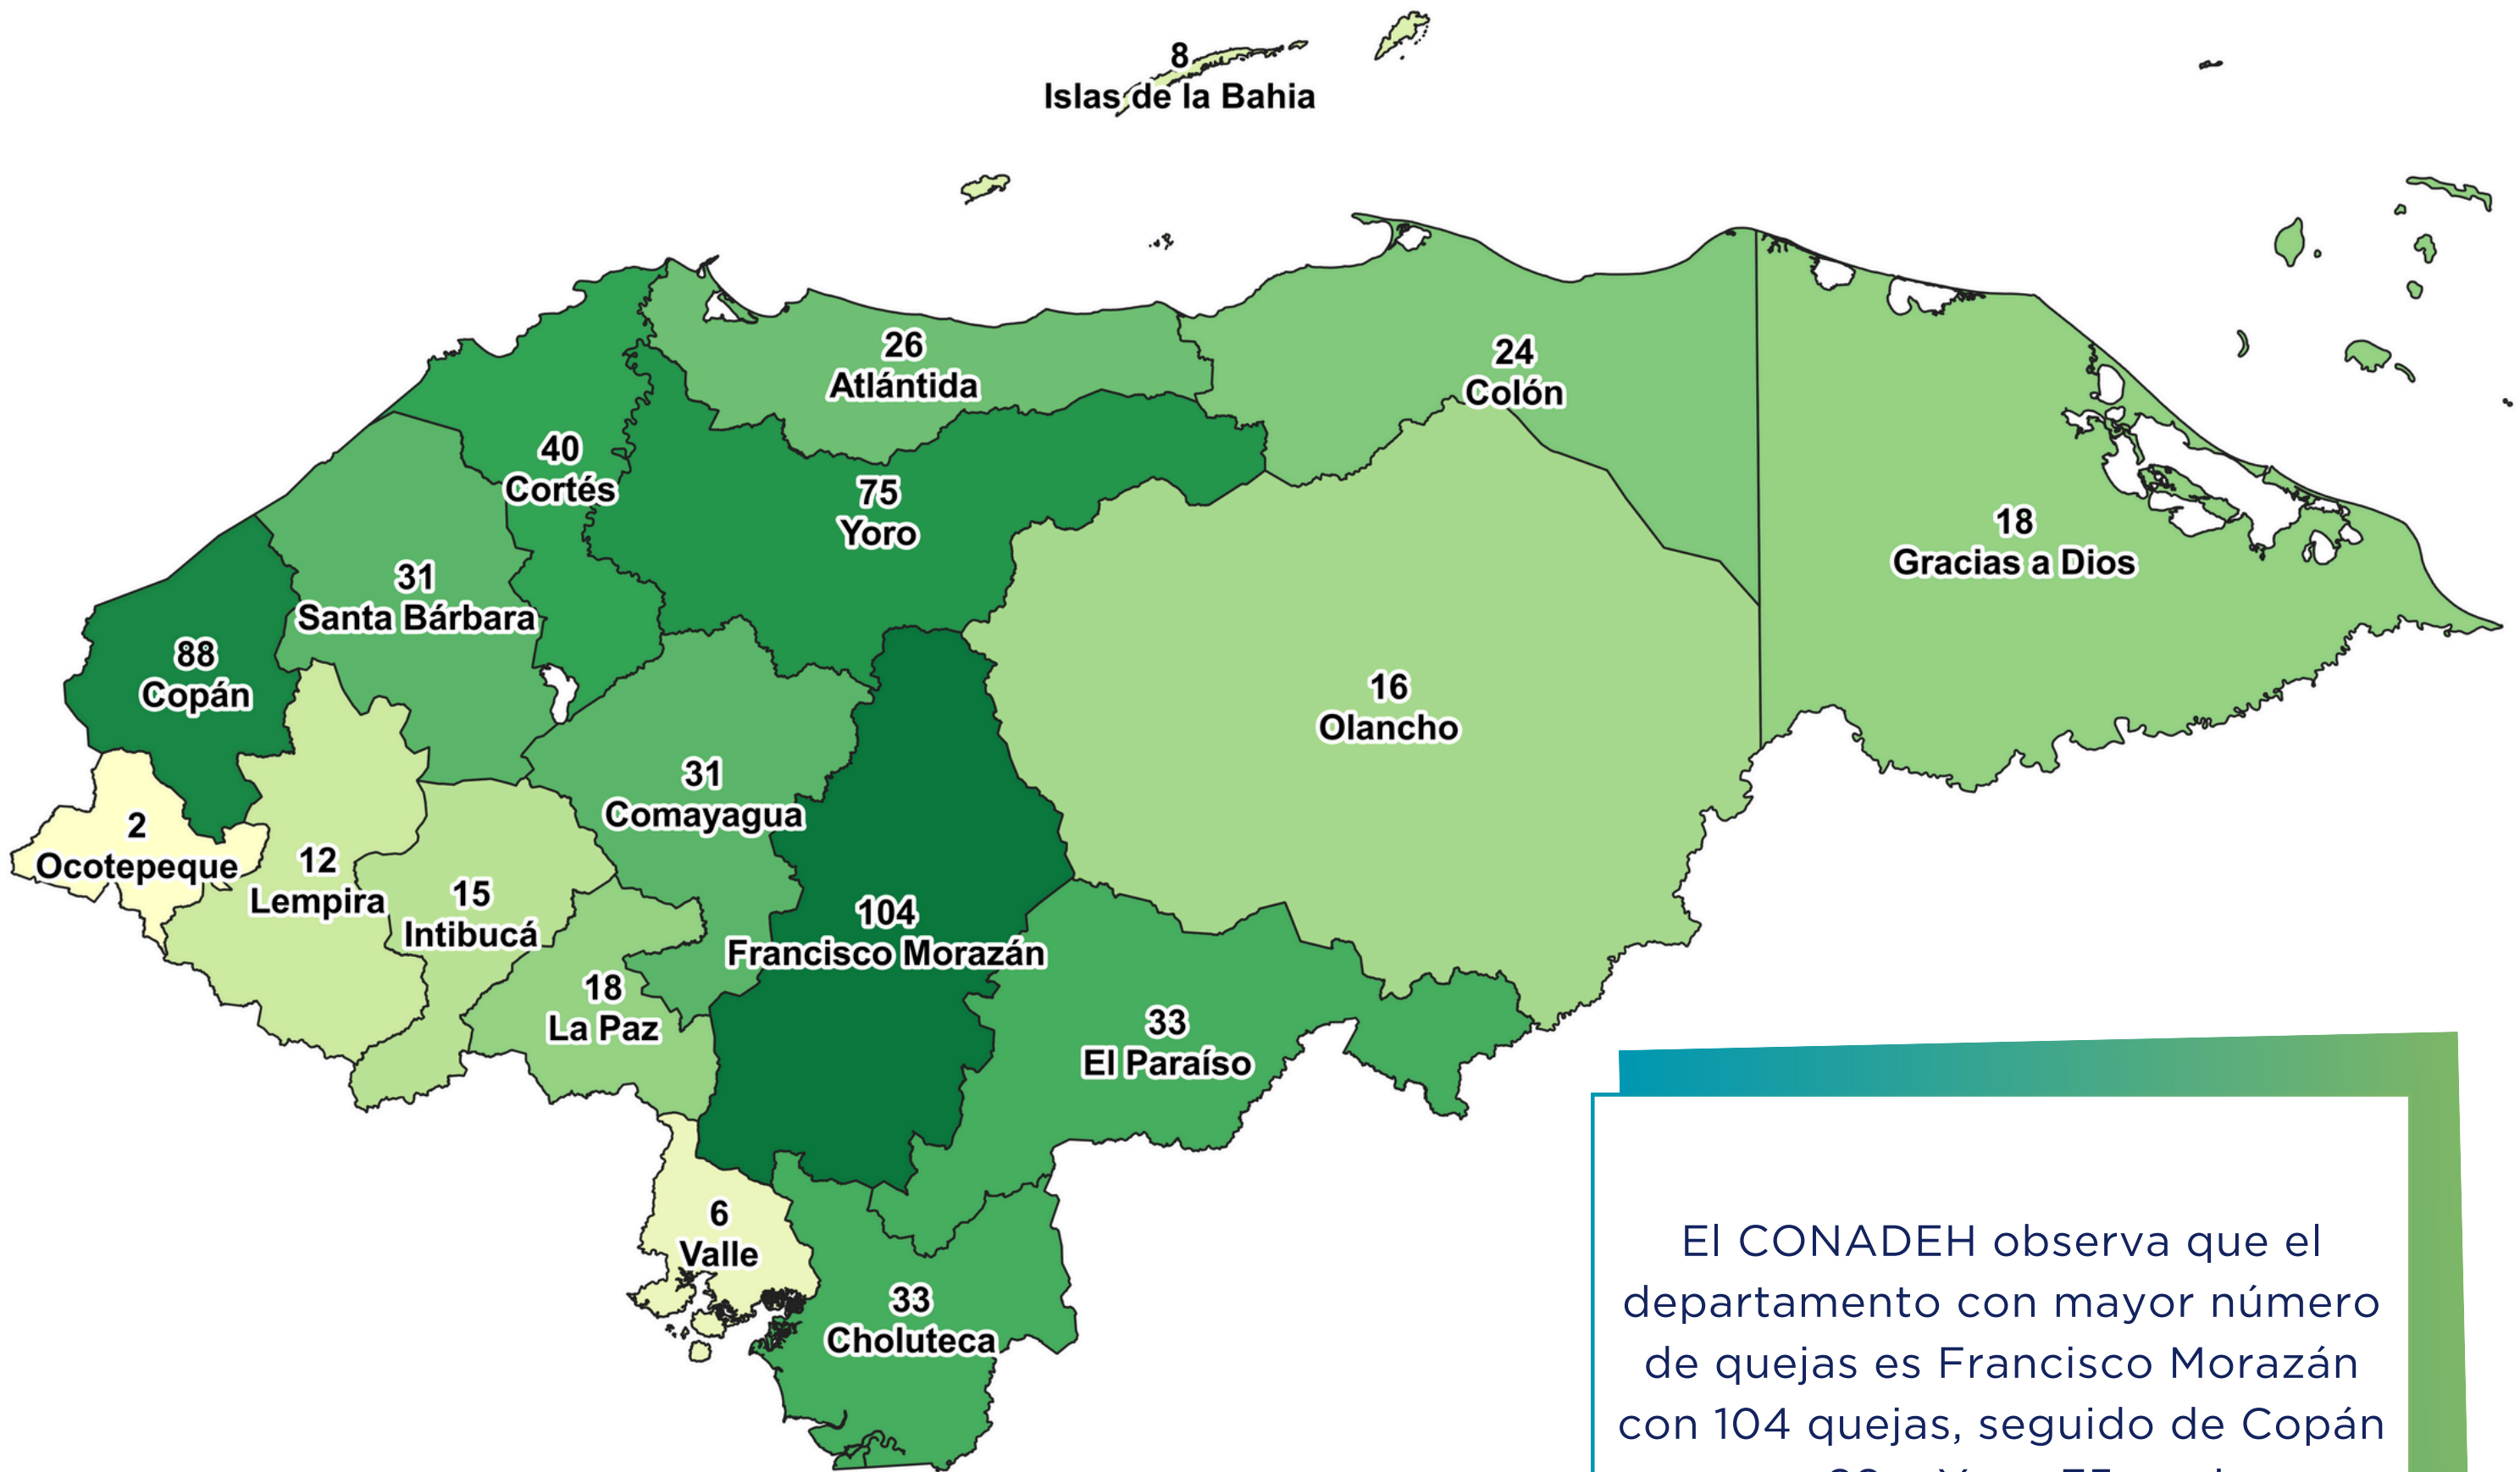 8
Islas de la Bahia
26
Atlántida
24
Colón
40
Cortés
75
Yoro
18
Gracias a Dios
31
Santa Bárbara
88
Copán
16
Olancho
31
Comayagua
2
Ocotepeque
12
Lempira
15
Intibucá
104
Francisco Morazán
18
La Paz
33
El Paraíso
6
Valle
33
Choluteca
El CONADEH observa que el
departamento con mayor número
de quejas es Francisco Morazán
con 104 quejas, seguido de Copán